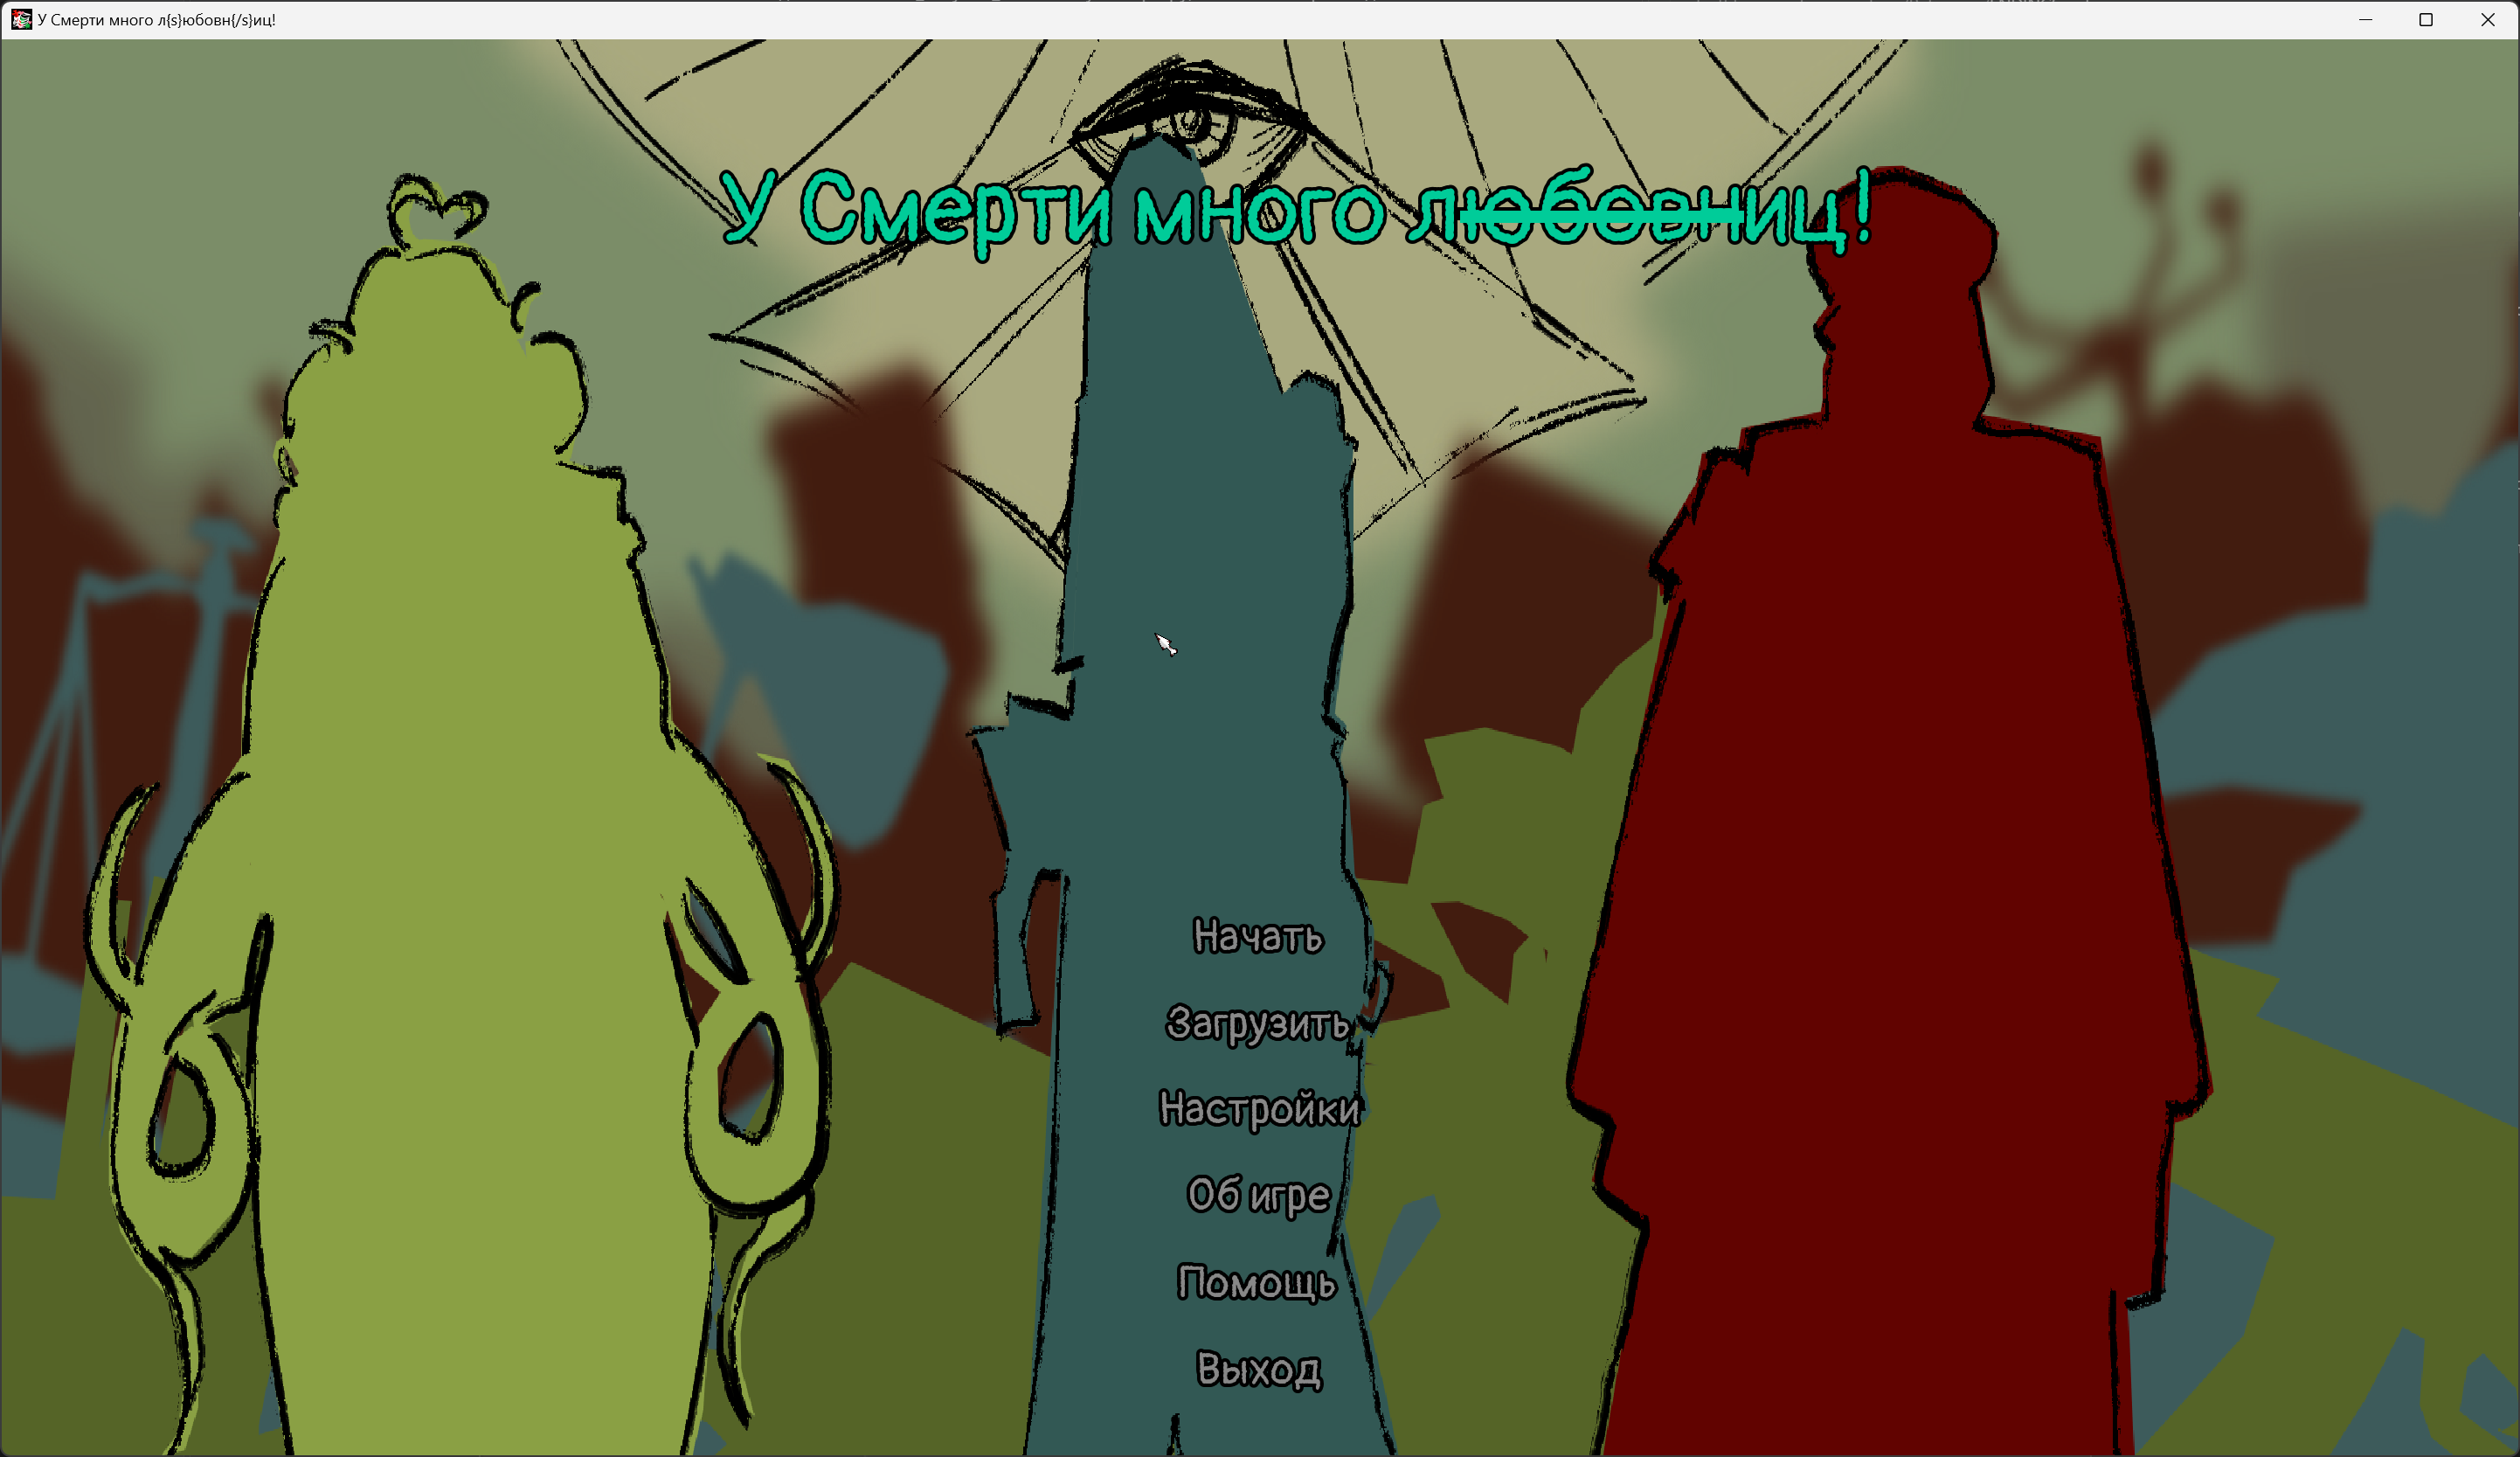 У Смерти много л{s}юбовн{/s}иц!
У Смерти много любовниц!
Начать
Загрузить
Настройки
Об игре
Помощь
Выход